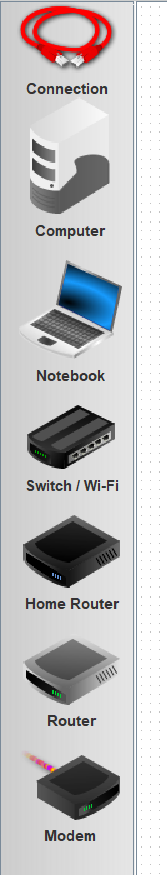 Connection
Computer
Notebook
Switch / Wi-Fi
Home Router
Router
Modem